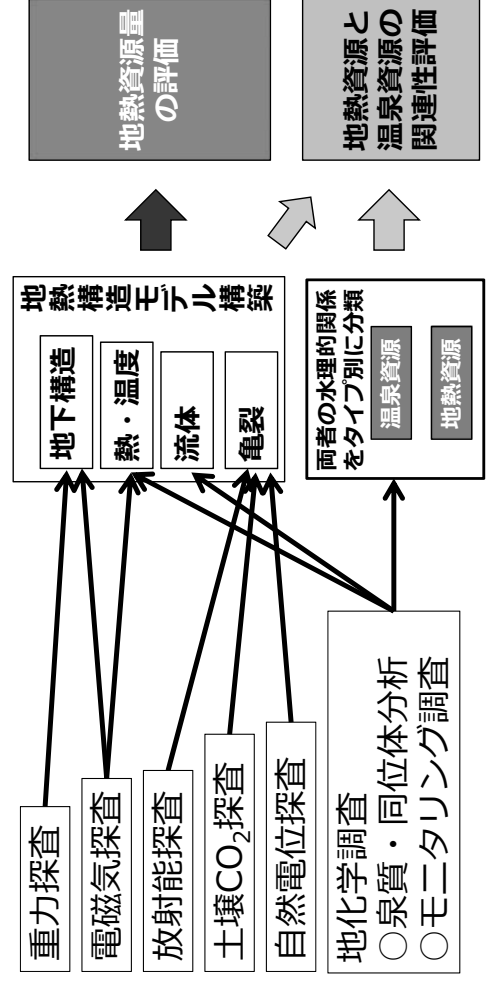 重力探査
電磁気探査
放射能探査
土壌CO2探査
自然電位探査
地化学調査
○泉質・同位体分析
○モニタリング調査
地熱構造モデル構築
地下構造
熱・温度
流体
亀裂
両者の水理的関係
をタイプ別に分類
温泉資源
地熱資源
地熱資源量
の評価
地熱資源と
温泉資源の
関連性評価